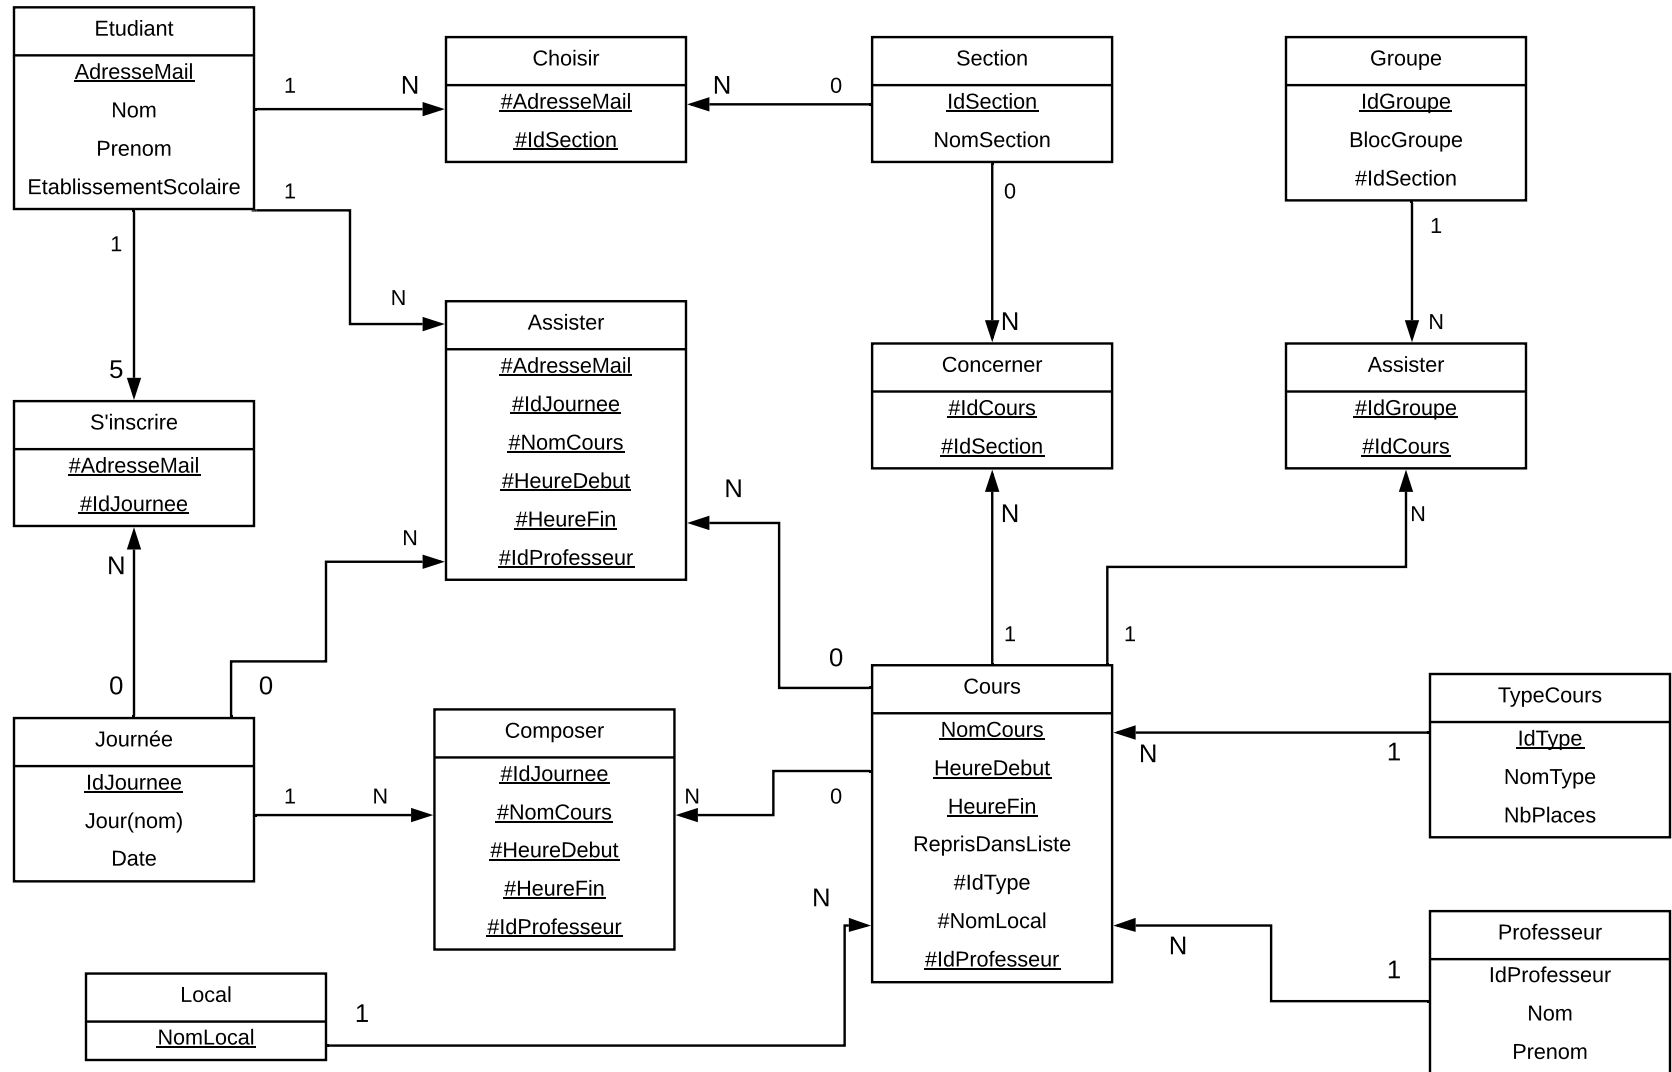 Etudiant
AdresseMail
Nom
Prenom
EtablissementScolaire
1
N
Choisir
#AdresseMail
#IdSection
N
0
Section
IdSection
NomSection
Groupe
IdGroupe
BlocGroupe
#IdSection
1
N
1
5
0
N
1
N
Assister
#AdresseMail
#IdJournee
#NomCours
#HeureDebut
#HeureFin
#IdProfesseur
Concerner
#IdCours
#IdSection
Assister
#IdGroupe
#IdCours
S'inscrire
#AdresseMail
#IdJournee
N
0
N
0
N
0
N
1
N
1
Journée
IdJournee
Jour(nom)
Date
1
N
Composer
#IdJournee
#NomCours
#HeureDebut
#HeureFin
#IdProfesseur
N
0
Cours
NomCours
HeureDebut
HeureFin
ReprisDansListe
#IdType
#NomLocal
#IdProfesseur
N
1
TypeCours
IdType
NomType
NbPlaces
Local
NomLocal
1
N
N
1
Professeur
IdProfesseur
Nom
Prenom